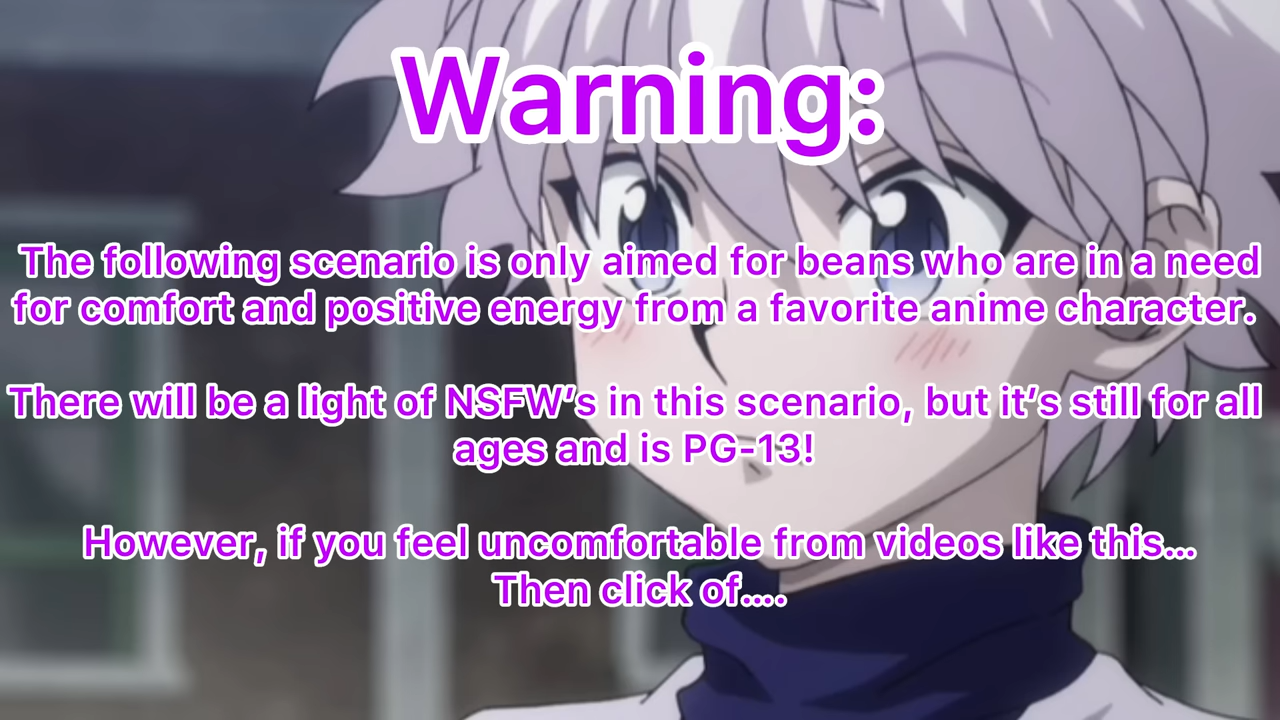 Warning:
The following scenario is only aimed for beans who are in a need
for comfort and positive energy from a favorite anime character.
There will be a light of NSFW’s in this scenario, but it’s still for all
ages and is PG-13!
However, if you feel uncomfortable from videos like this...
Then click of....